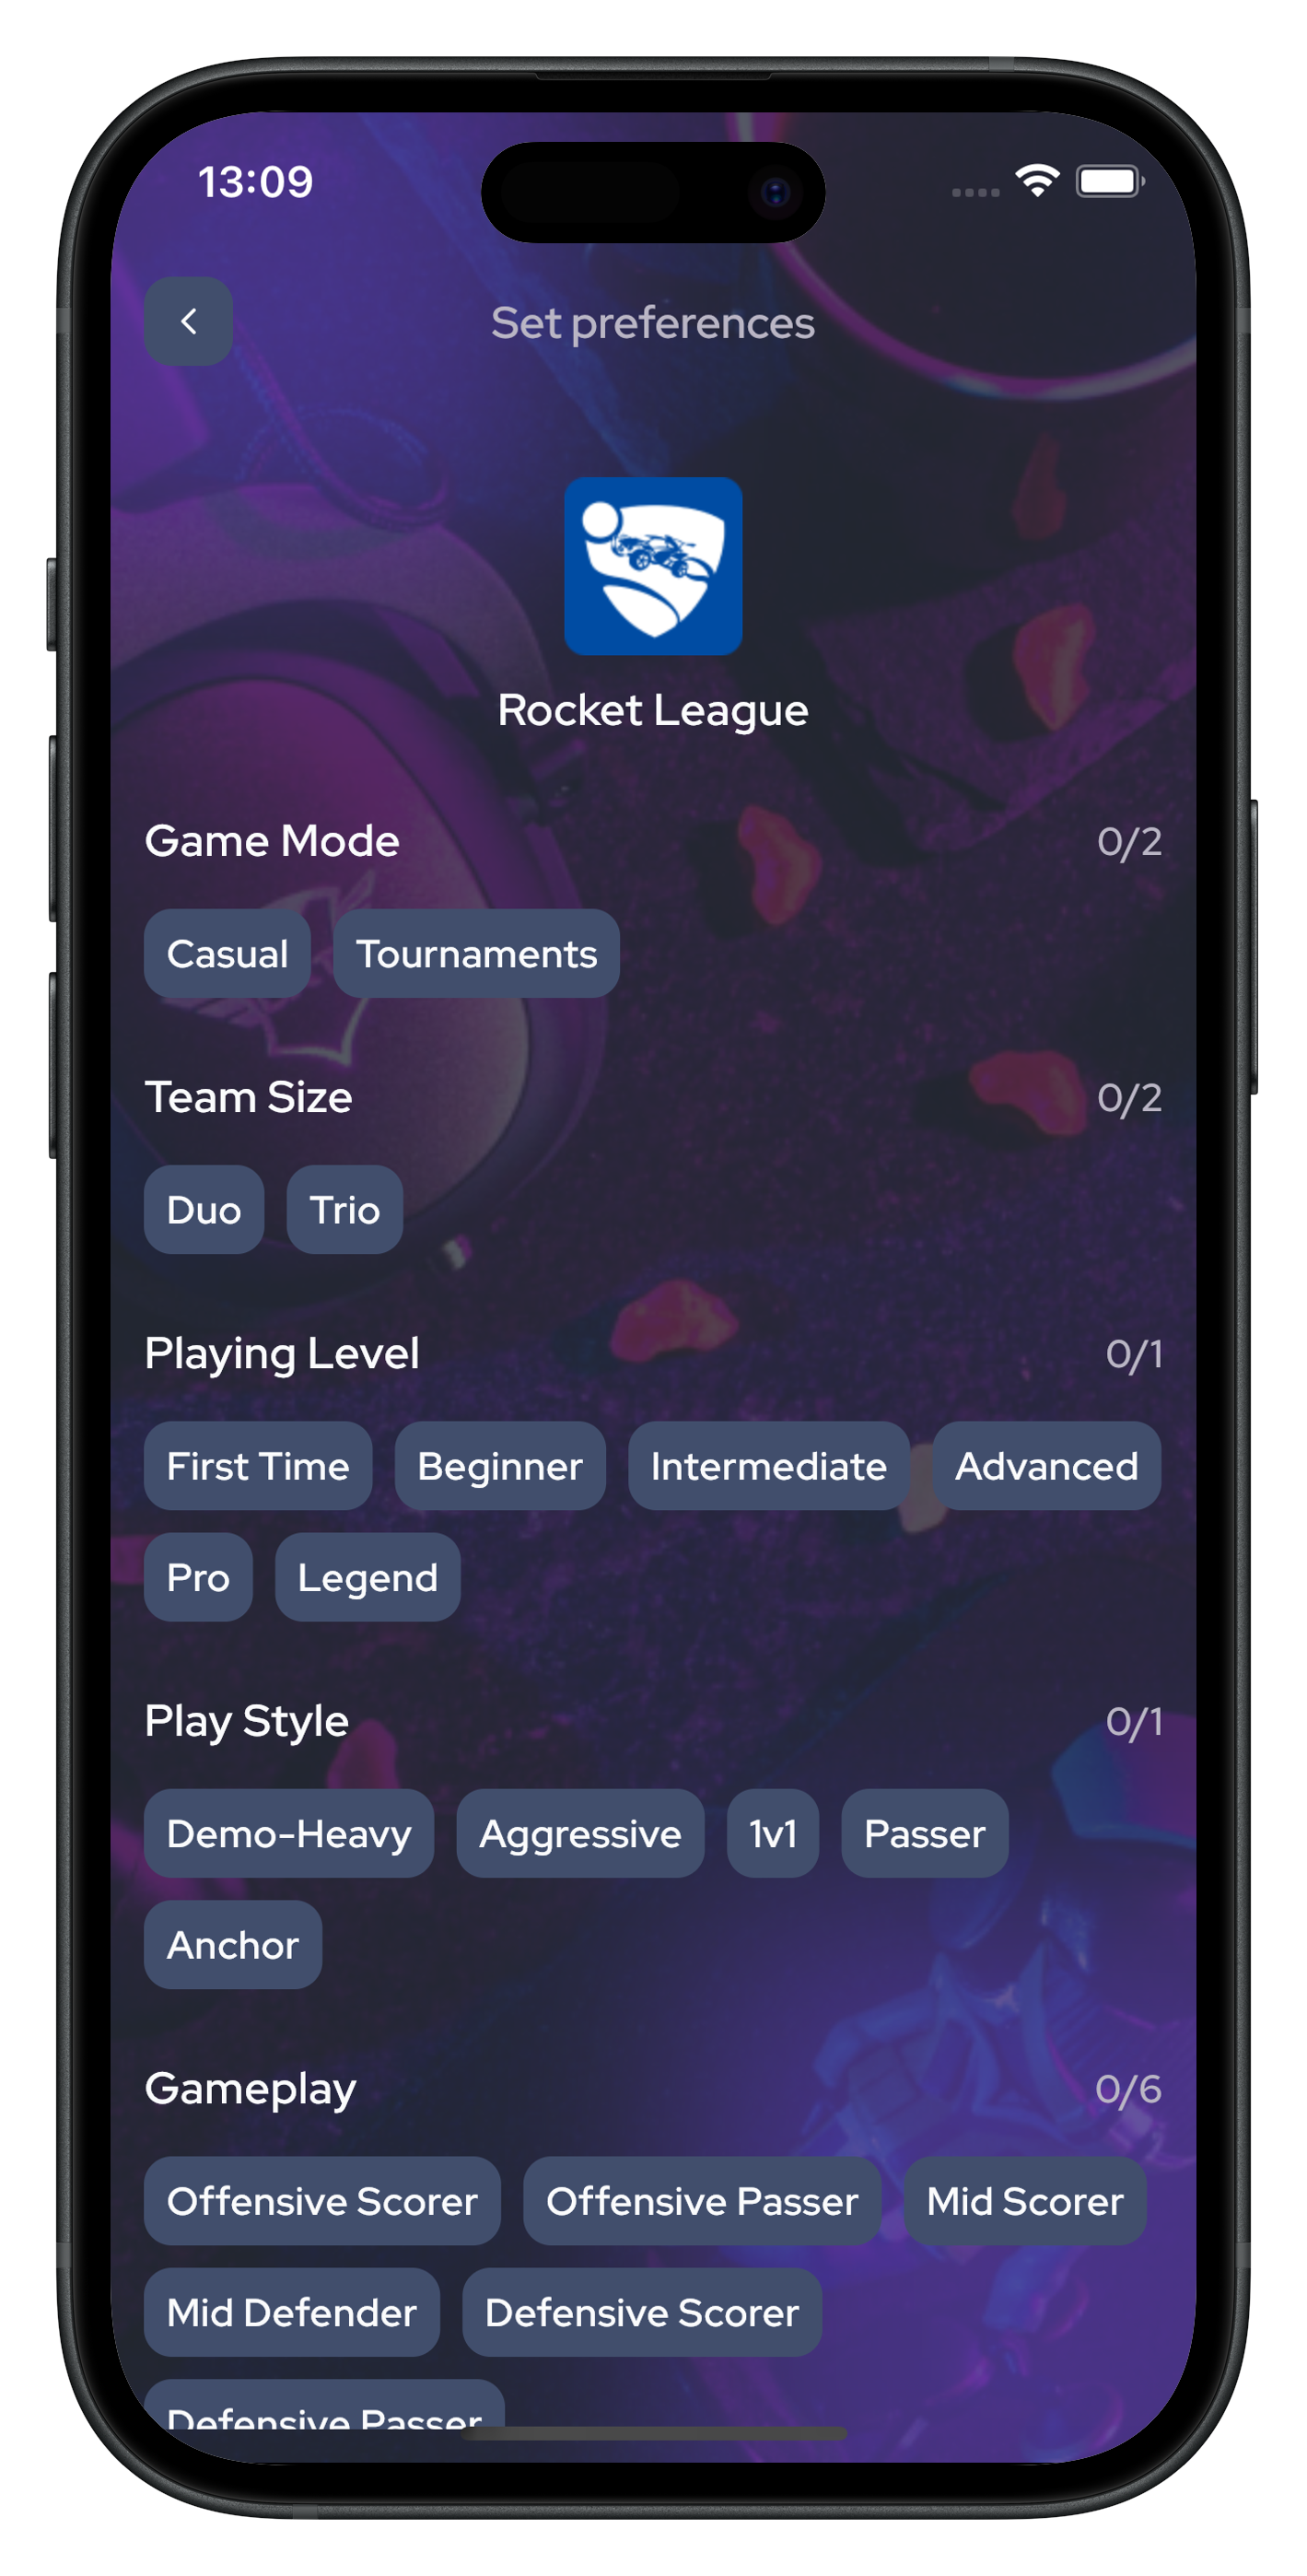 13:09
Set preferences
Rocket League
Game Mode 0/2
Casual Tournaments
Team Size 0/2
Duo Trio
Playing Level 0/1
First Time Beginner Intermediate Advanced
Pro Legend
Play Style 0/1
Demo-Heavy Aggressive 1v1 Passer
Anchor
Gameplay 0/6
Offensive Scorer Offensive Passer Mid Scorer
Mid Defender Defensive Scorer
Defensive Passer